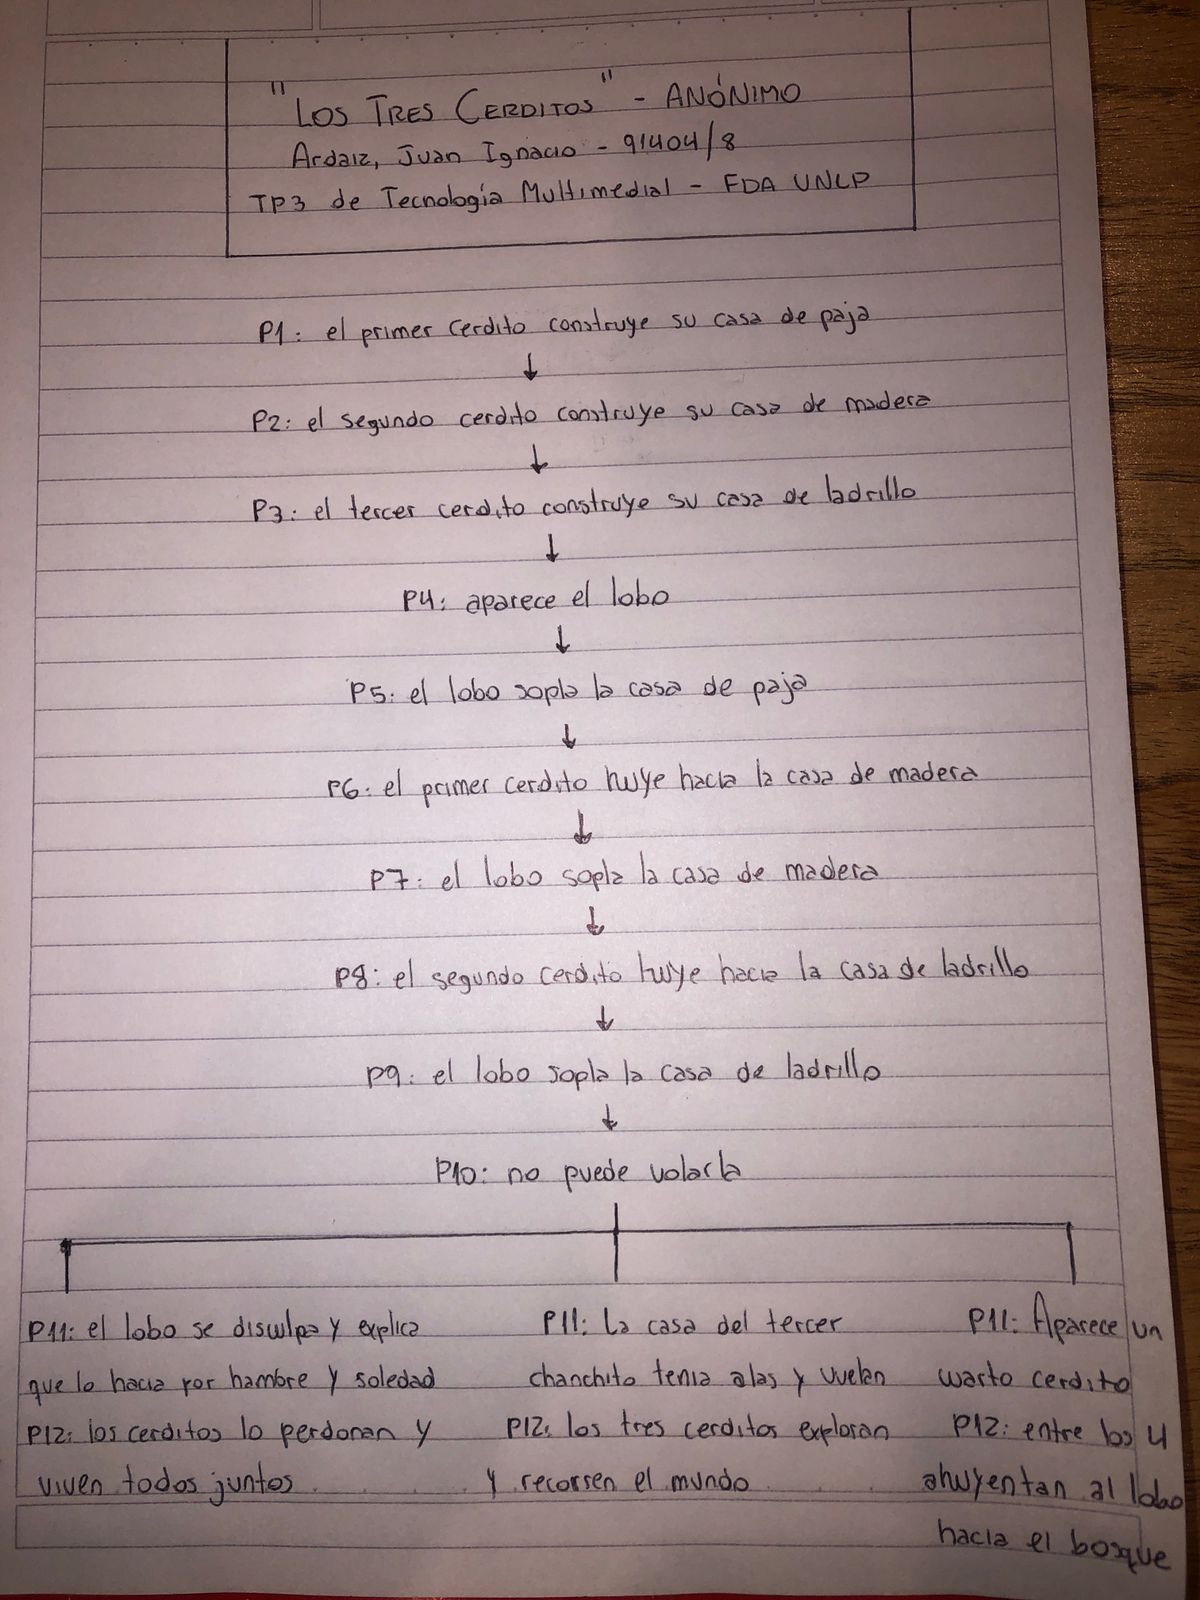 "Los Tres Cerditos" - ANÓNIMO
Ardaiz, Juan Ignacio - 91404/8
TP3 de Tecnología Multimedial - FDA UNLP
P1: el primer cerdito construye su casa de paja
↓
P2: el segundo cerdito construye su casa de madera
↓
P3: el tercer cerdito construye su casa de ladrillo
↓
P4: aparece el lobo
↓
P5: el lobo sopla la casa de paja
↓
P6: el primer cerdito huye hacia la casa de madera
↓
P7: el lobo sopla la casa de madera
↓
P8: el segundo cerdito huye hacia la casa de ladrillo
↓
P9: el lobo sopla la casa de ladrillo
↓
P10: no puede volarla
P11: el lobo se disculpa y explica
que lo hacia por hambre y soledad
P12: los cerditos lo perdonan y
viven todos juntos
P11: La casa del tercer
chanchito tenia alas y vuelan
P12: los tres cerditos exploran
y recorren el mundo
P11: Aparece un
cuarto cerdito
P12: entre los 4
ahuyentan al lobo
hacia el bosque